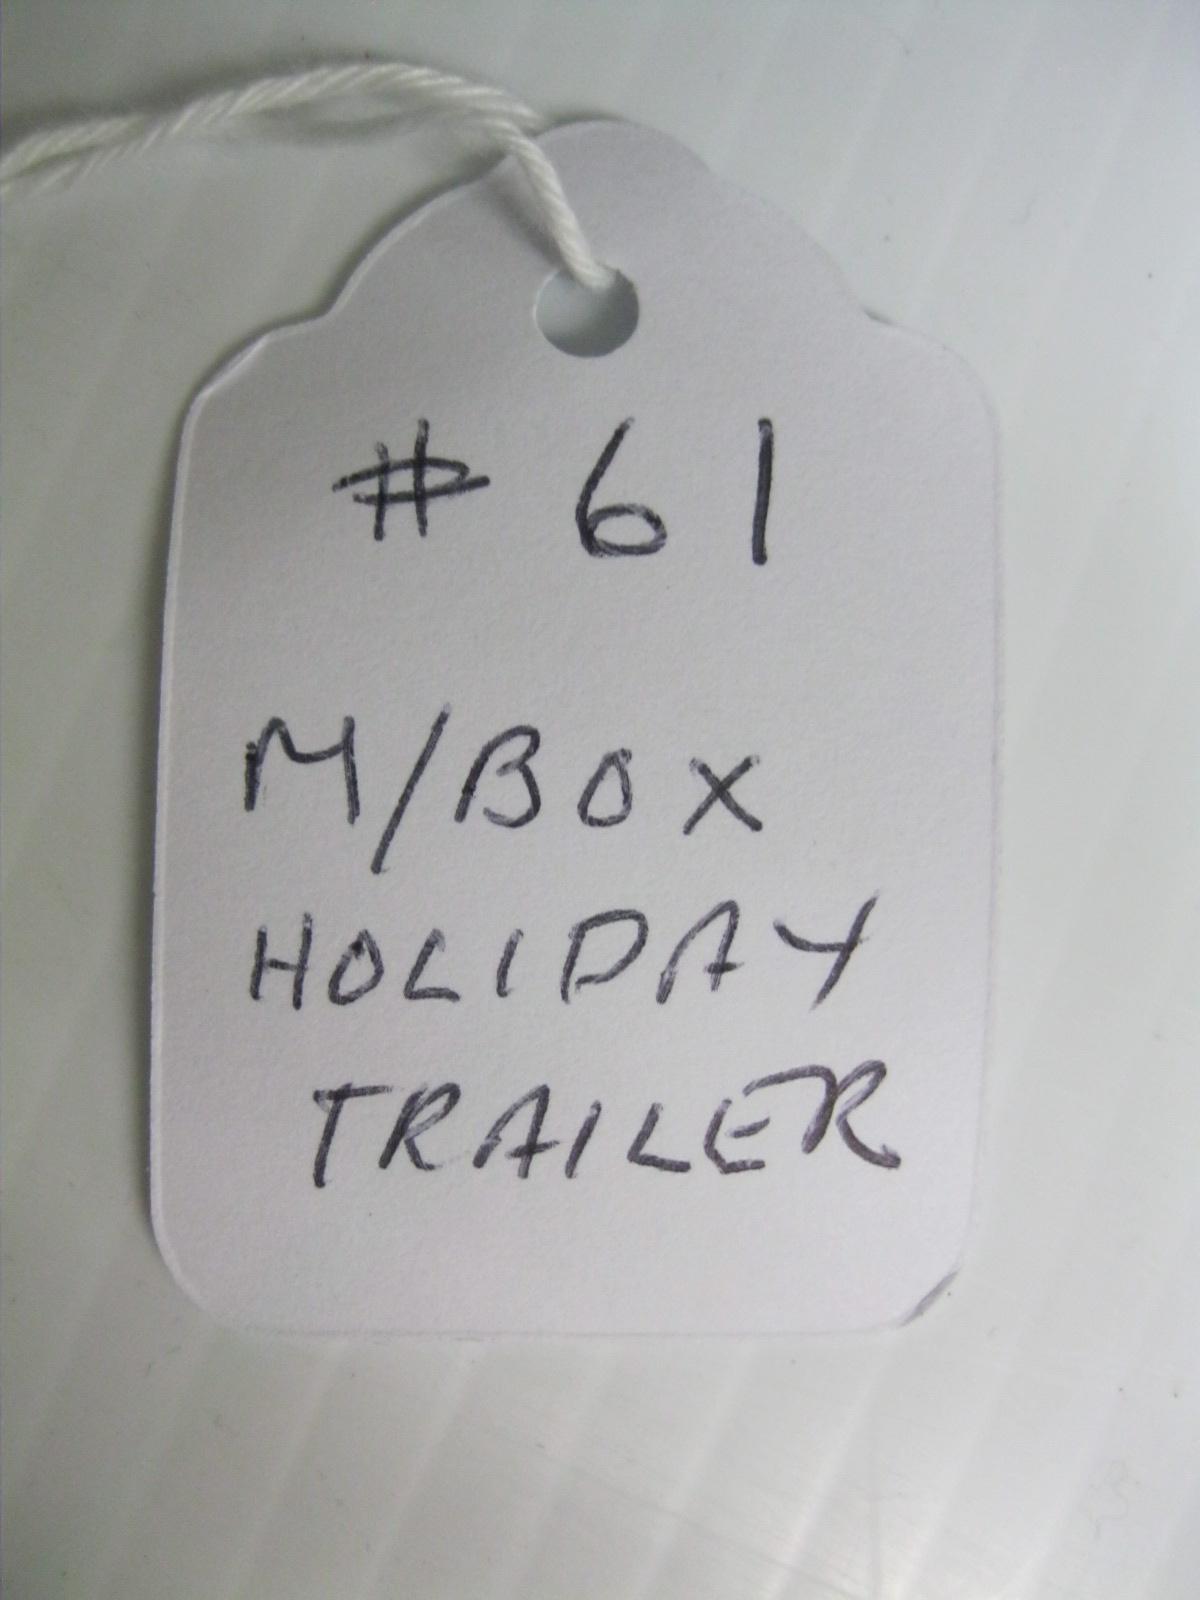 # 61
M/BOX
HOLIDAY
TRAILER